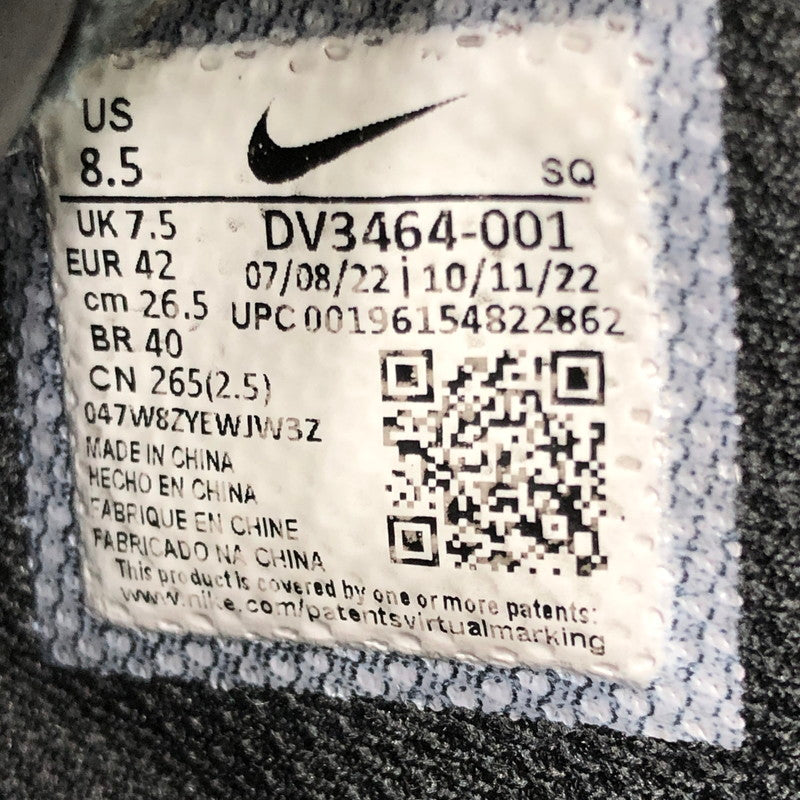 US
8.5
SQ
UK 7.5
DV3464-001
EUR 42
07/08/22 | 10/11/22
cm 26.5
UPC 00196154822862
BR 40
CN 265(2.5)
047W8ZYEWJW3Z
MADE IN CHINA
HECHO EN CHINA
FABRIQUE EN CHINE
FABRICADO NA CHINA
This product is covered by one or more patents:
www.nike.com/patentsvirtualmarking